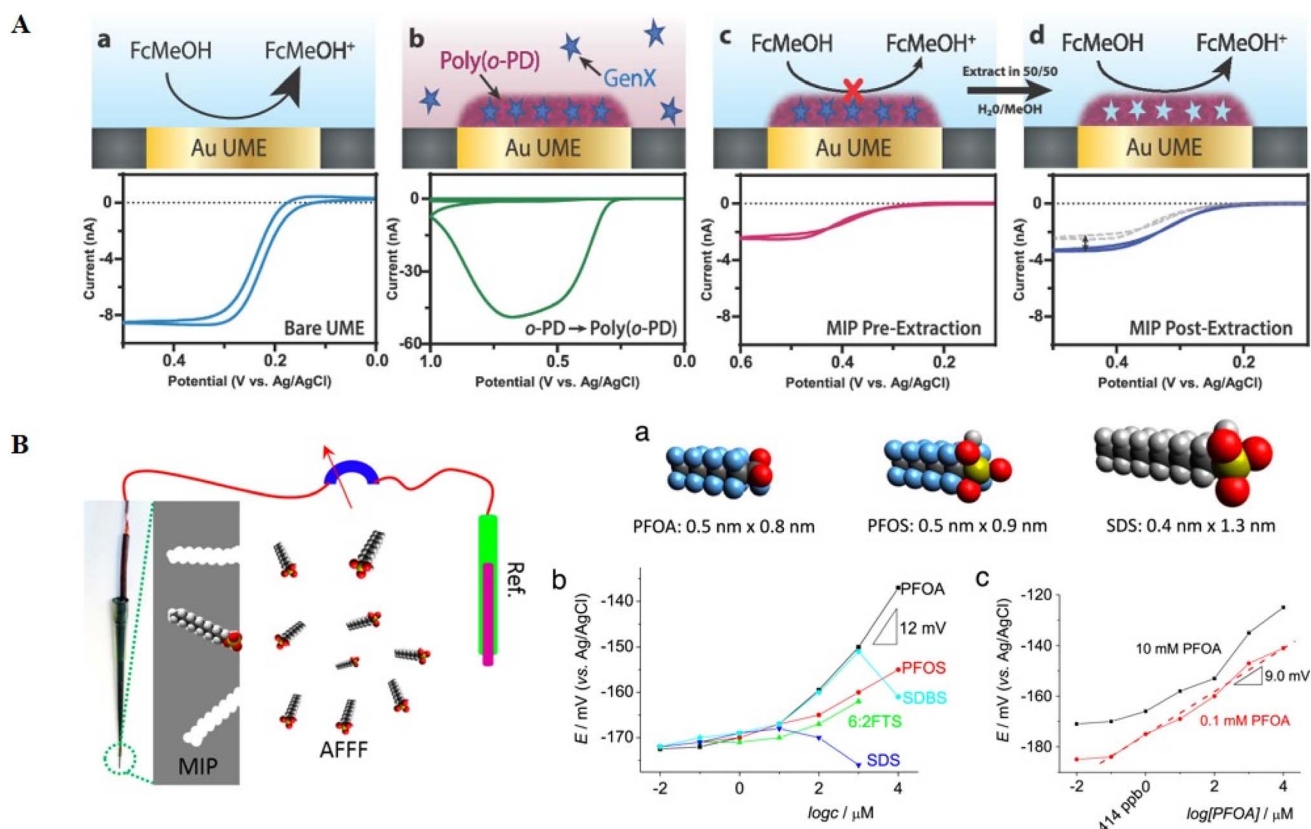 A
a
FcMeOH
FcMeOH⁺
Au UME
Current (nA)
0
-4
-8
Bare UME
0.4
0.2
0.0
Potential (V vs. Ag/AgCl)
b
Poly(o-PD)
GenX
Au UME
Current (nA)
0
-30
-60
o-PD → Poly(o-PD)
1.0
0.5
0.0
Potential (V vs. Ag/AgCl)
c
FcMeOH
FcMeOH⁺
Au UME
Current (nA)
0
-4
-8
MIP Pre-Extraction
0.6
0.4
0.2
Potential (V vs. Ag/AgCl)
Extract in 50/50
H₂0/MeOH
d
FcMeOH
FcMeOH⁺
Au UME
Current (nA)
0
-4
-8
MIP Post-Extraction
0.4
0.2
Potential (V vs. Ag/AgCl)
B
MIP
AFFF
Ref.
a
PFOA: 0.5 nm x 0.8 nm
PFOS: 0.5 nm x 0.9 nm
SDS: 0.4 nm x 1.3 nm
b
E / mV (vs. Ag/AgCl)
-140
-150
-160
-170
PFOA
12 mV
PFOS
SDBS
6:2FTS
SDS
-2
0
2
4
logc / μM
c
E / mV (vs. Ag/AgCl)
-120
-140
-160
-180
10 mM PFOA
9.0 mV
0.1 mM PFOA
-2
-1
0
1
2
3
4
414 ppb
log[PFOA] / μM